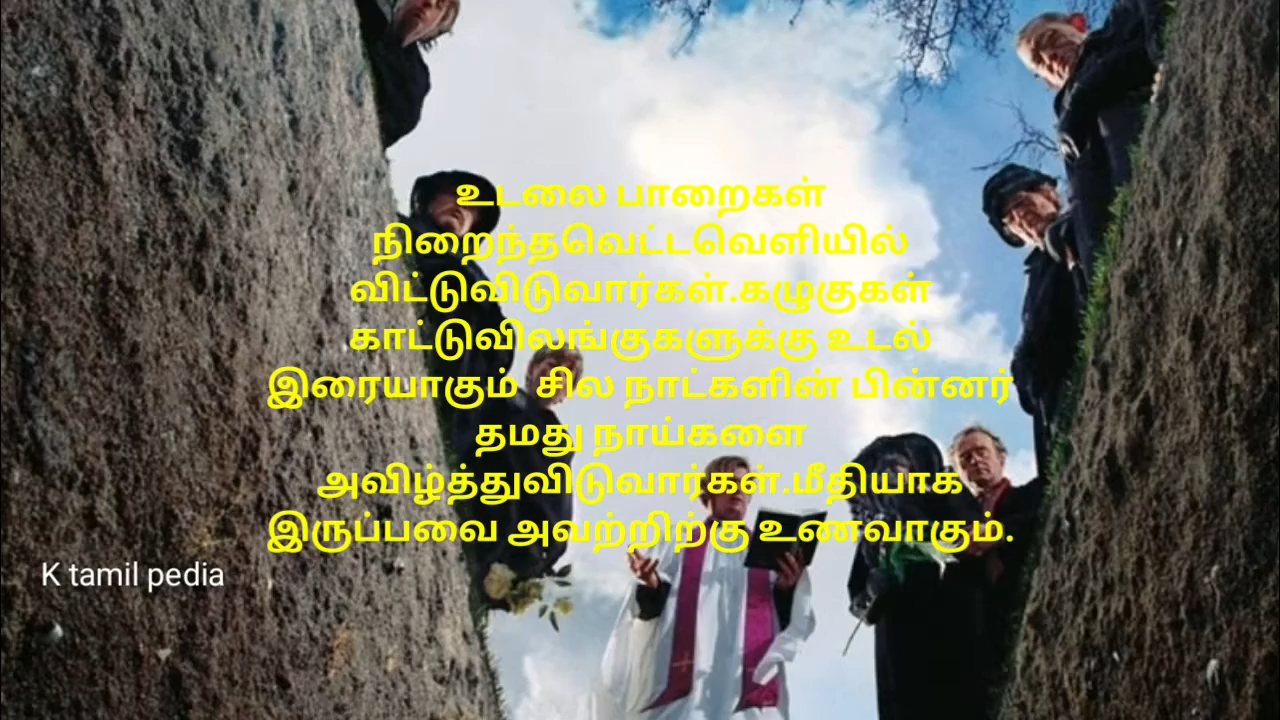 உடலை பாறைகள்
நிறைந்தவெட்டவெளியில்
விட்டுவிடுவார்கள்.கழுகுகள்
காட்டுவிலங்குகளுக்கு உடல்
இரையாகும் சில நாட்களின் பின்னர்
தமது நாய்களை
அவிழ்த்துவிடுவார்கள்.மீதியாக
இருப்பவை அவற்றிற்கு உணவாகும்.
K tamil pedia